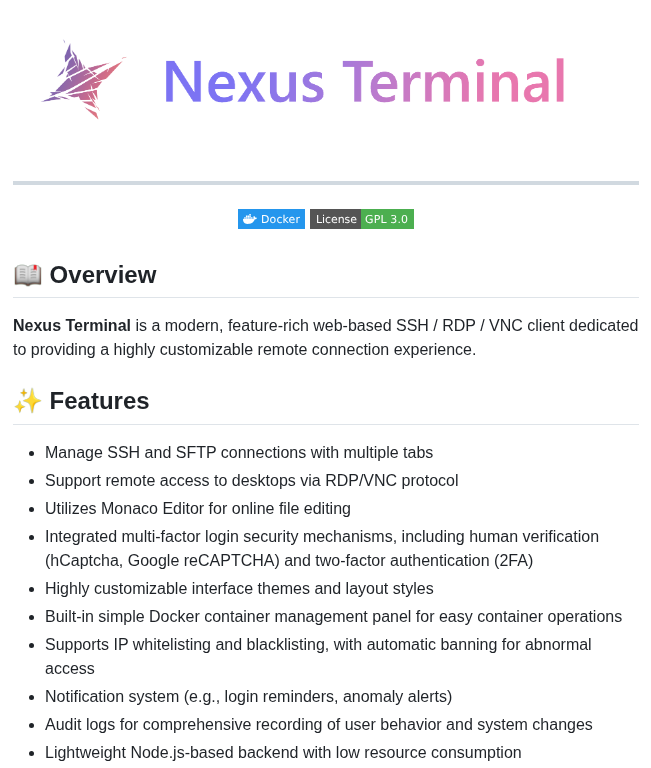 Nexus Terminal
Docker License GPL 3.0
📖 Overview
Nexus Terminal is a modern, feature-rich web-based SSH / RDP / VNC client dedicated
to providing a highly customizable remote connection experience.
✨ Features
• Manage SSH and SFTP connections with multiple tabs
• Support remote access to desktops via RDP/VNC protocol
• Utilizes Monaco Editor for online file editing
• Integrated multi-factor login security mechanisms, including human verification
(hCaptcha, Google reCAPTCHA) and two-factor authentication (2FA)
• Highly customizable interface themes and layout styles
• Built-in simple Docker container management panel for easy container operations
• Supports IP whitelisting and blacklisting, with automatic banning for abnormal
access
• Notification system (e.g., login reminders, anomaly alerts)
• Audit logs for comprehensive recording of user behavior and system changes
• Lightweight Node.js-based backend with low resource consumption